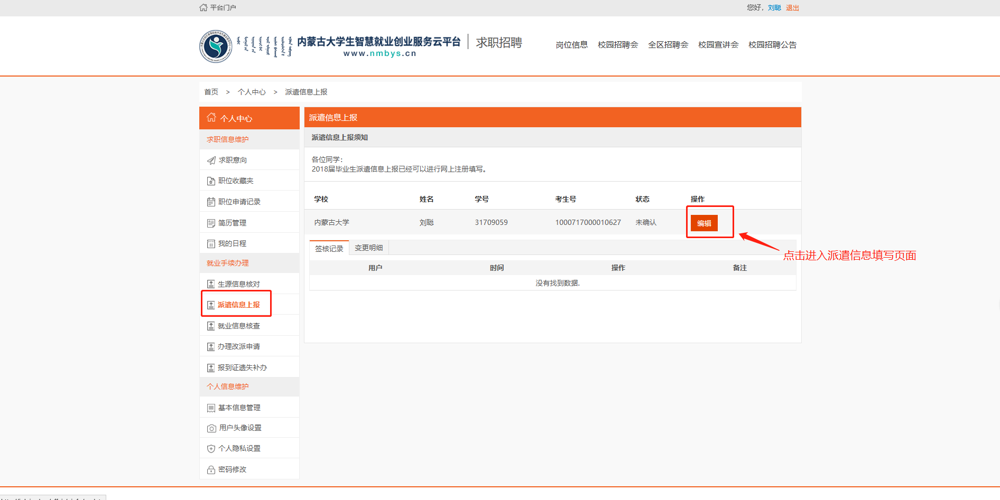 平台门户
您好，刘聪 退出
内蒙古大学生智慧就业创业服务云平台
www.nmbys.cn
求职招聘
岗位信息 校园招聘会 全区招聘会 校园宣讲会 校园招聘公告
首页 > 个人中心 > 派遣信息上报
个人中心
求职信息维护
求职意向
职位收藏夹
职位申请记录
简历管理
我的日程
就业手续办理
生源信息核对
派遣信息上报
就业信息核查
办理改派申请
报到证遗失补办
个人信息维护
基本信息管理
用户头像设置
个人隐私设置
密码修改
派遣信息上报
派遣信息上报须知
各位同学：
2018届毕业生派遣信息上报已经可以进行网上注册填写。
学校 姓名 学号 考生号 状态 操作
内蒙古大学 刘聪 31709059 1000717000010627 未确认 编辑
点击进入派遣信息填写页面
签核记录 变更明细
用户 时间 操作 备注
没有找到数据.